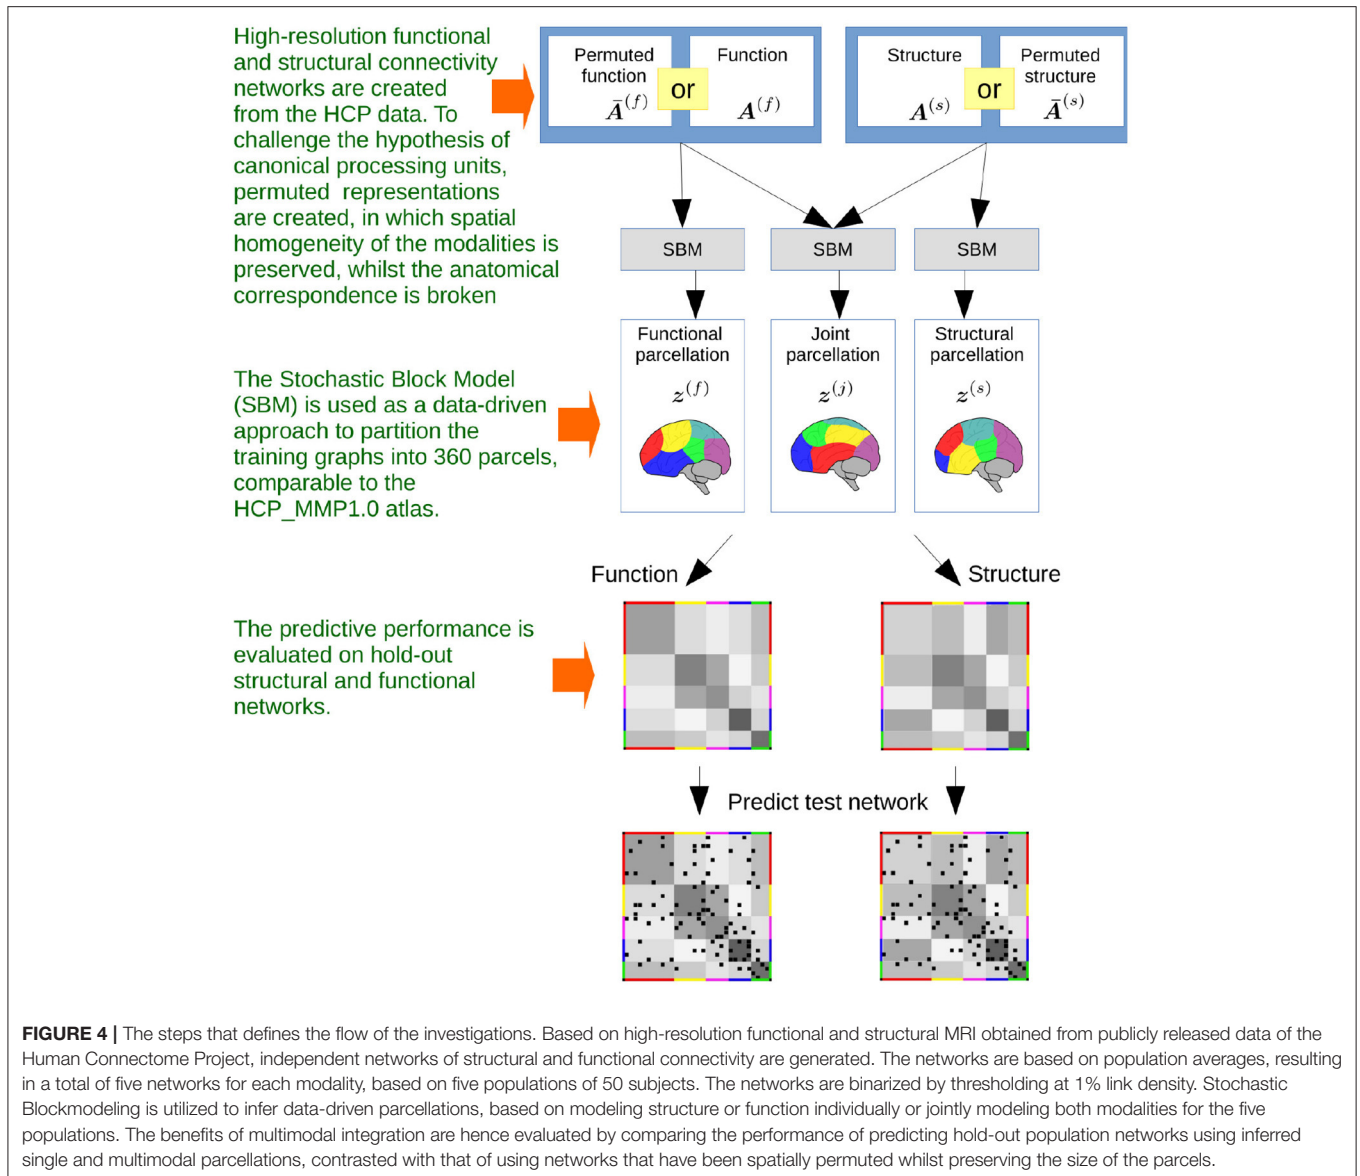 High-resolution functional
and structural connectivity
networks are created
from the HCP data. To
challenge the hypothesis of
canonical processing units,
permuted representations
are created, in which spatial
homogeneity of the modalities is
preserved, whilst the anatomical
correspondence is broken
Permuted
function
Ā(f)
or
Function
A(f)
Structure
A(s)
or
Permuted
structure
Ā(s)
SBM
SBM
SBM
Functional
parcellation
z(f)
Joint
parcellation
z(j)
Structural
parcellation
z(s)
The Stochastic Block Model
(SBM) is used as a data-driven
approach to partition the
training graphs into 360 parcels,
comparable to the
HCP_MMP1.0 atlas.
Function
Structure
The predictive performance is
evaluated on hold-out
structural and functional
networks.
Predict test network
FIGURE 4 | The steps that defines the flow of the investigations. Based on high-resolution functional and structural MRI obtained from publicly released data of the
Human Connectome Project, independent networks of structural and functional connectivity are generated. The networks are based on population averages, resulting
in a total of five networks for each modality, based on five populations of 50 subjects. The networks are binarized by thresholding at 1% link density. Stochastic
Blockmodeling is utilized to infer data-driven parcellations, based on modeling structure or function individually or jointly modeling both modalities for the five
populations. The benefits of multimodal integration are hence evaluated by comparing the performance of predicting hold-out population networks using inferred
single and multimodal parcellations, contrasted with that of using networks that have been spatially permuted whilst preserving the size of the parcels.